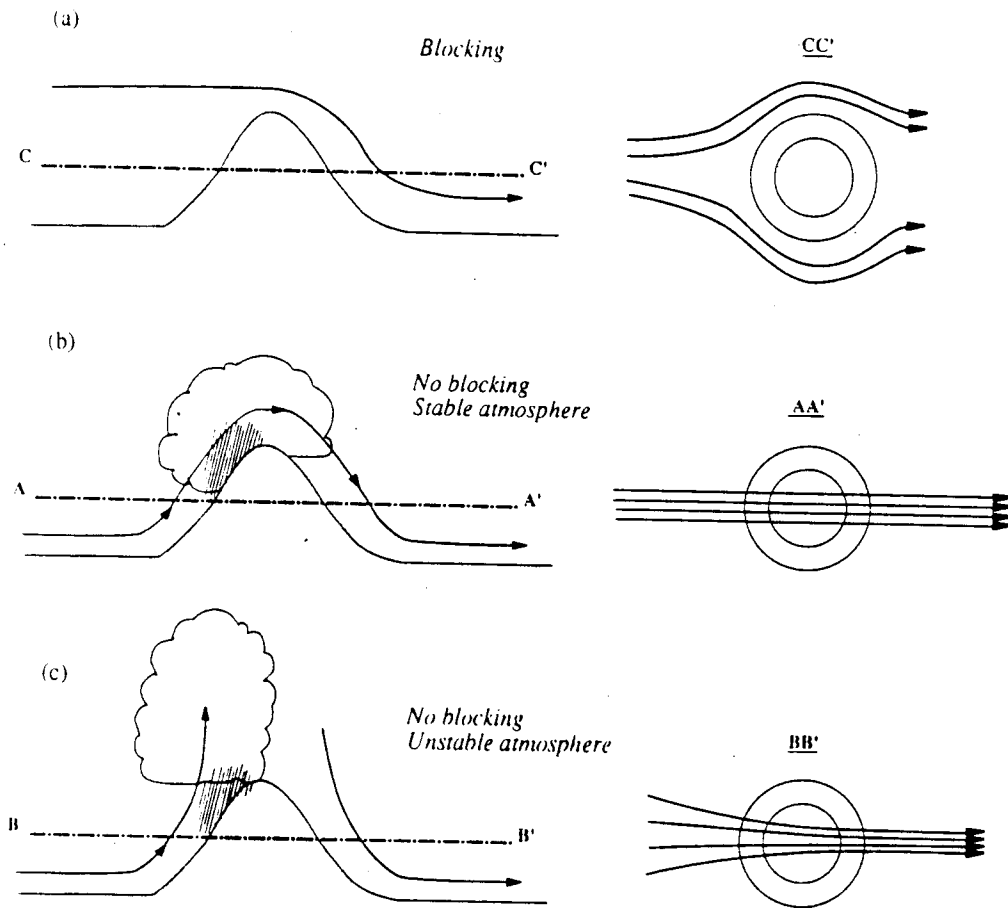 (a)
Blocking
CC'
C
C'
(b)
No blocking
Stable atmosphere
AA'
A
A'
(c)
No blocking
Unstable atmosphere
BB'
B
B'